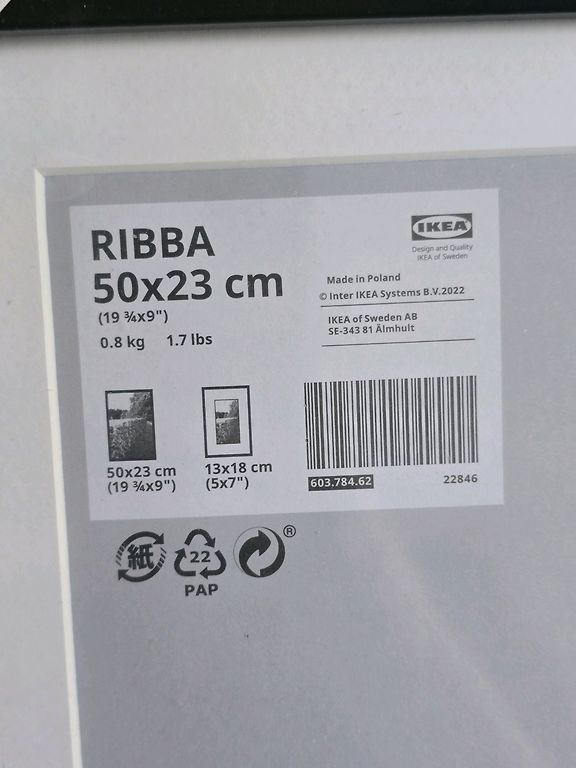 RIBBA
50x23 cm
(19 ¾x9")
0.8 kg 1.7 lbs
IKEA
Design and Quality
IKEA of Sweden
Made in Poland
© Inter IKEA Systems B.V.2022
IKEA of Sweden AB
SE-343 81 Älmhult
50x23 cm
(19 ¾x9")
13x18 cm
(5x7")
603.784.62
22846
紙
22
PAP
®